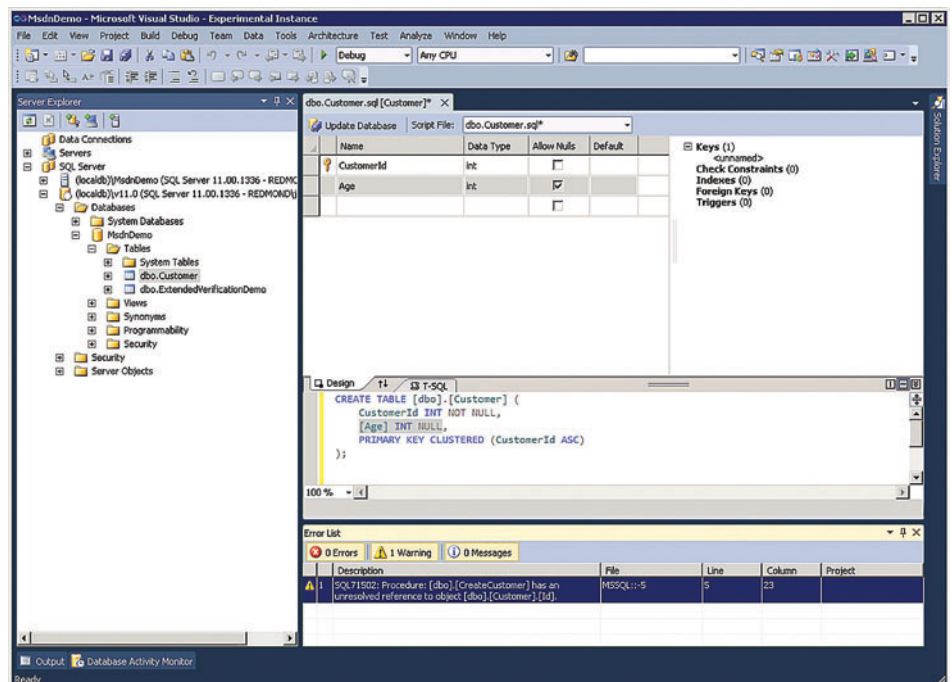 MsdnDemo - Microsoft Visual Studio - Experimental Instance
File Edit View Project Build Debug Team Data Tools Architecture Test Analyze Window Help
Debug Any CPU
Server Explorer
Data Connections
Servers
SQL Server
(localdb)\MsdnDemo (SQL Server 11.00.1336 - REDMO
(localdb)\v11.0 (SQL Server 11.00.1336 - REDMOND\j
Databases
System Databases
MsdnDemo
Tables
System Tables
dbo.Customer
dbo.ExtendedVerificationDemo
Views
Synonyms
Programmability
Security
Security
Server Objects
dbo.Customer.sql [Customer]*
Update Database Script File: dbo.Customer.sql*
Name Data Type Allow Nulls Default
CustomerId int
Age int
Keys (1)
<unnamed>
Check Constraints (0)
Indexes (0)
Foreign Keys (0)
Triggers (0)
Design T-SQL
CREATE TABLE [dbo].[Customer] (
CustomerId INT NOT NULL,
[Age] INT NULL,
PRIMARY KEY CLUSTERED (CustomerId ASC)
);
100 %
Error List
0 Errors 1 Warning 0 Messages
Description File Line Column Project
1 SQL71502: Procedure: [dbo].[CreateCustomer] has an MSSQL::-5 5 23
unresolved reference to object [dbo].[Customer].[Id].
Output Database Activity Monitor
Ready
Solution Explorer